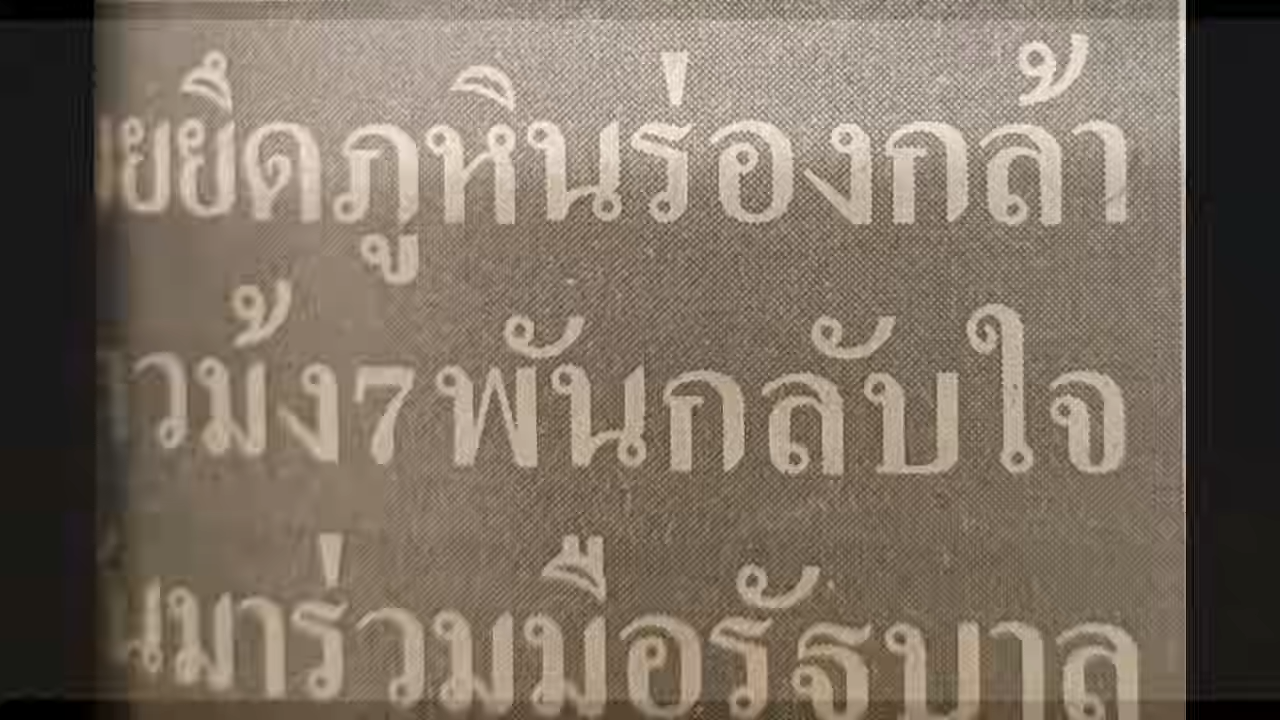 ยึดภูหินร่องกล้า
ม้ง7พันกลับใจ
มาร่วมมือรัฐบาล